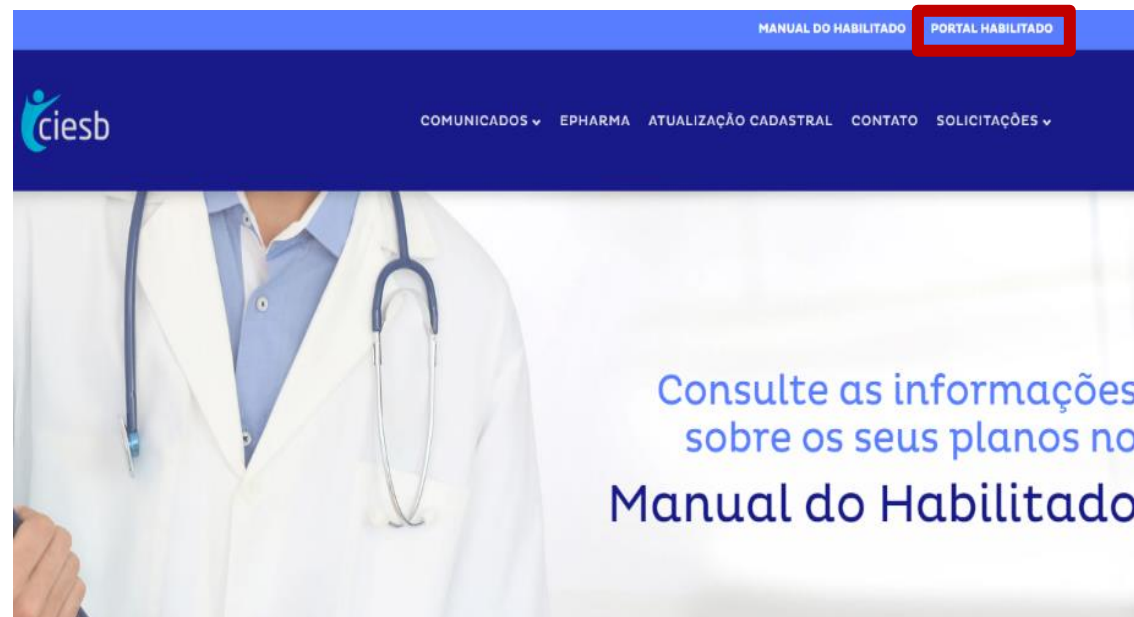 MANUAL DO HABILITADO PORTAL HABILITADO
ciesb
COMUNICADOS EPHARMA ATUALIZAÇÃO CADASTRAL CONTATO SOLICITAÇÕES
Consulte as informações
sobre os seus planos no
Manual do Habilitado